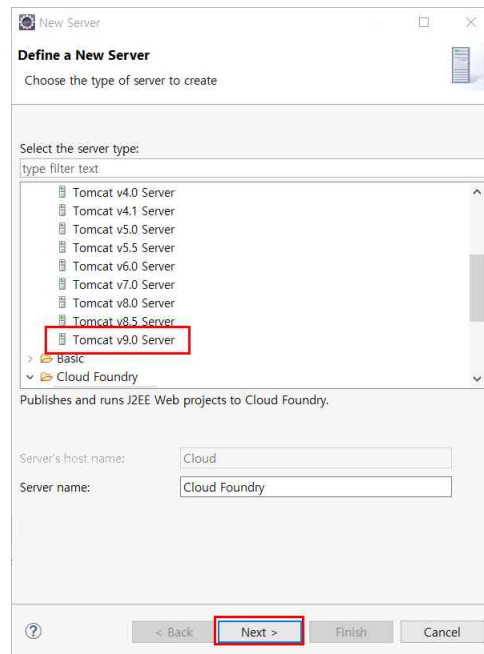 New Server
Define a New Server
Choose the type of server to create
Select the server type:
type filter text
Tomcat v4.0 Server
Tomcat v4.1 Server
Tomcat v5.0 Server
Tomcat v5.5 Server
Tomcat v6.0 Server
Tomcat v7.0 Server
Tomcat v8.0 Server
Tomcat v8.5 Server
Tomcat v9.0 Server
> Basic
Cloud Foundry
Publishes and runs J2EE Web projects to Cloud Foundry.
Server's host name: Cloud
Server name: Cloud Foundry
? < Back Next > Finish Cancel